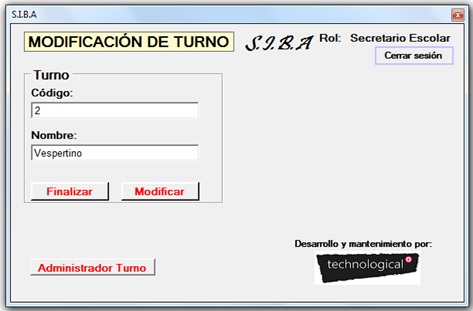 S.I.B.A
MODIFICACIÓN DE TURNO
S.I.B.A
Rol: Secretario Escolar
Cerrar sesión
Turno
Código:
2
Nombre:
Vespertino
Finalizar
Modificar
Administrador Turno
Desarrollo y mantenimiento por:
technological